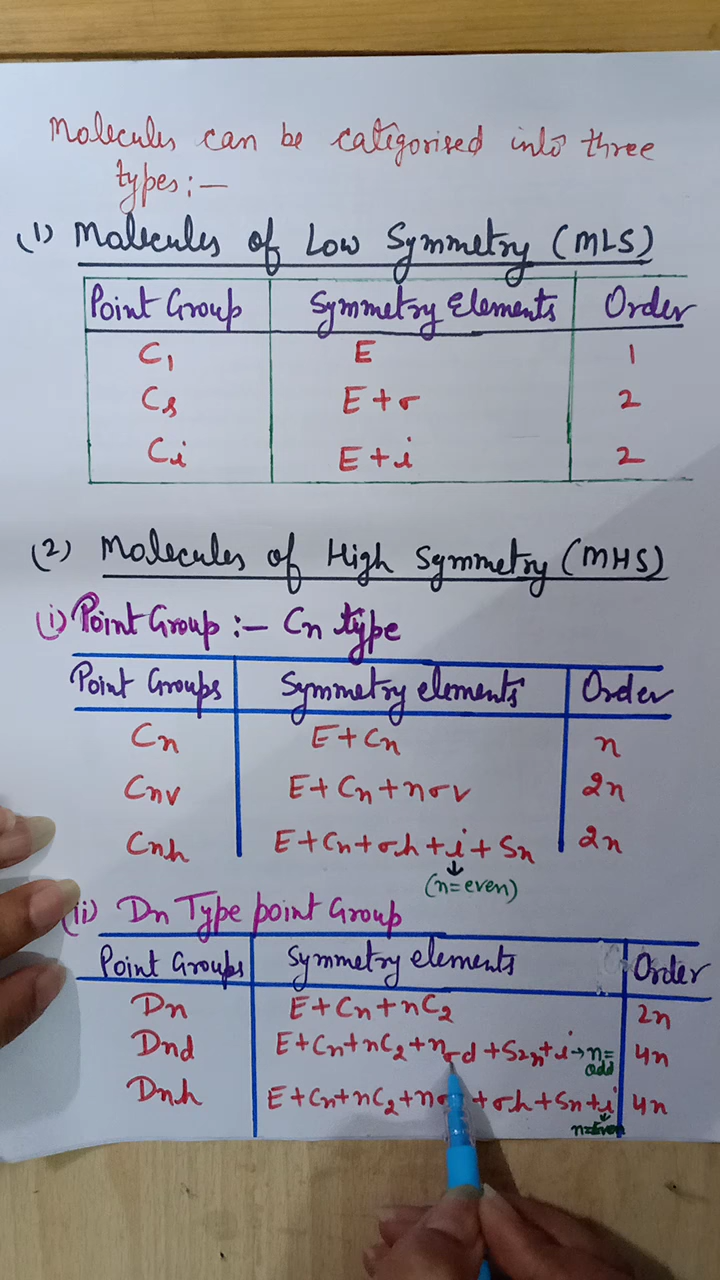 Molecules can be categorised into three
types:—
(1) Molecules of Low Symmetry (MLS)
Point Group Symmetry Elements Order
C1 E 1
Cs E+σ 2
Ci E+i 2
(2) Molecules of High Symmetry (MHS)
(i) Point Group :— Cn type
Point Groups Symmetry elements Order
Cn E+Cn n
Cnv E+Cn+nσv 2n
Cnh E+Cn+σh+i+Sn 2n
↓
(n=even)
(ii) Dn Type point Group
Point Groups Symmetry elements Order
Dn E+Cn+nC2 2n
Dnd E+Cn+nC2+nσd+S2n+i→n= 4n
odd
Dnh E+Cn+nC2+nσ +σh+Sn+i 4n
↓
n=Even